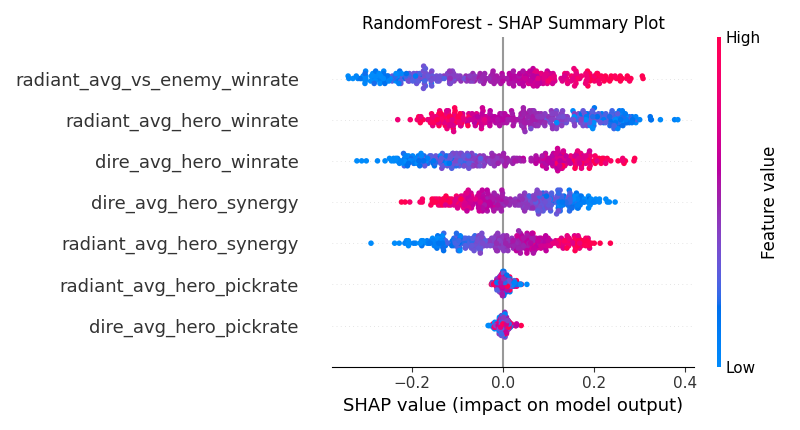 RandomForest - SHAP Summary Plot
High
radiant_avg_vs_enemy_winrate
radiant_avg_hero_winrate
dire_avg_hero_winrate
dire_avg_hero_synergy
radiant_avg_hero_synergy
radiant_avg_hero_pickrate
dire_avg_hero_pickrate
Feature value
Low
−0.2 0.0 0.2 0.4
SHAP value (impact on model output)